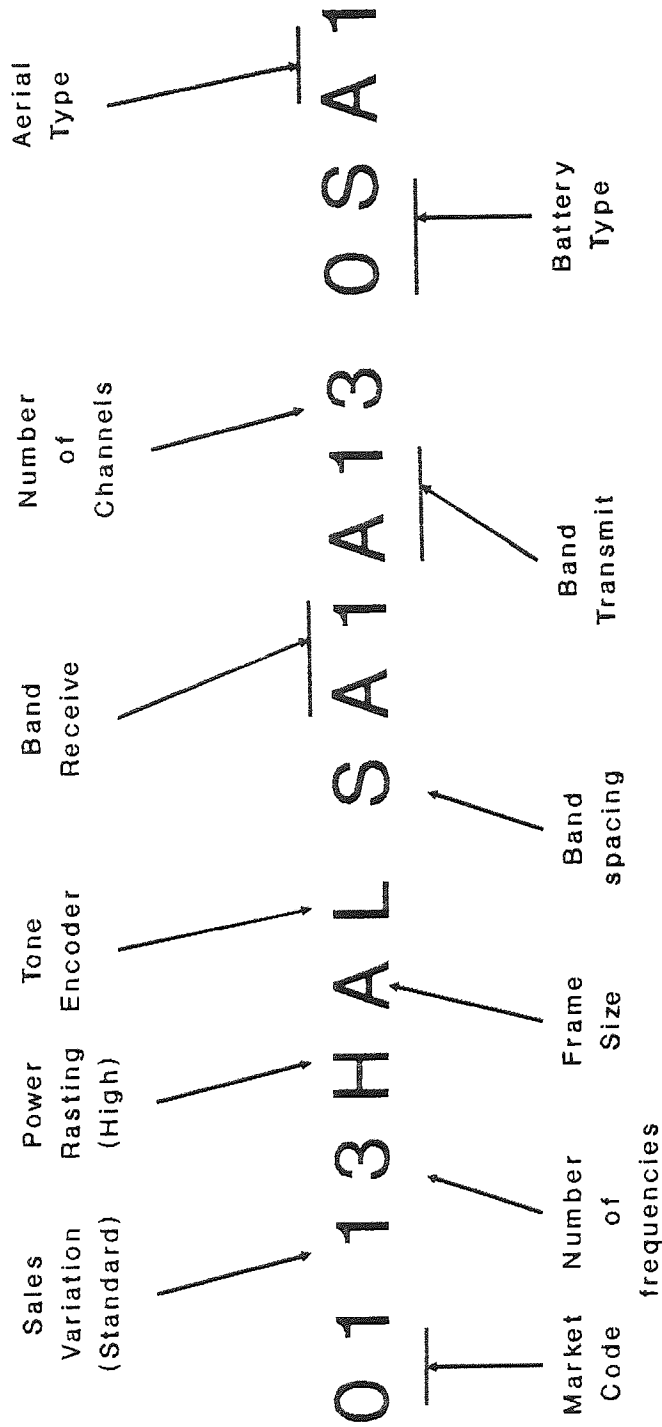 Sales
Variation
(Standard)
Power
Rasting
(High)
Tone
Encoder
Band
Receive
Number
of
Channels
Aerial
Type
0 1 1 3 H A L S A 1 A 1 3 0 S A 1
Market
Code
Number
of
frequencies
Frame
Size
Band
spacing
Band
Transmit
Battery
Type